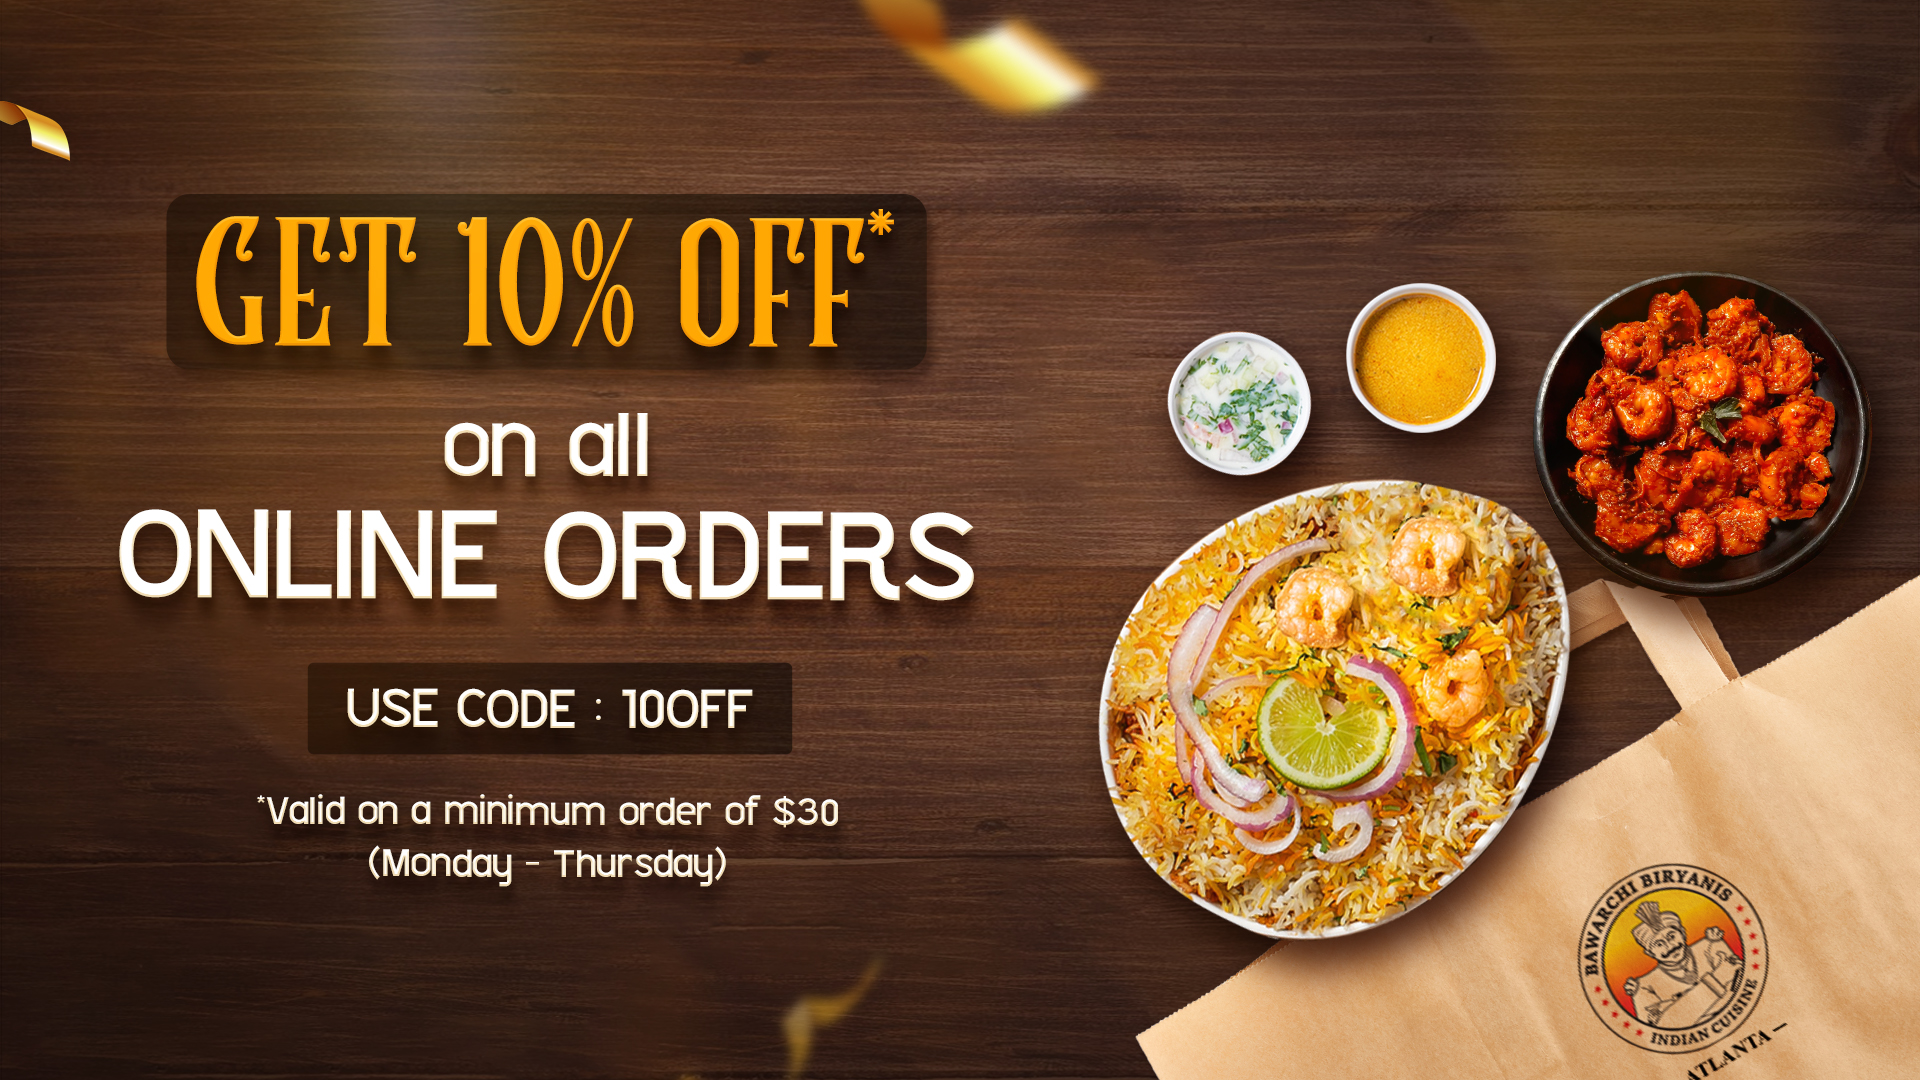 GET 10% OFF*
on all
ONLINE ORDERS
USE CODE : 10OFF
*Valid on a minimum order of $30
(Monday - Thursday)
BAWARCHI BIRYANIS
INDIAN CUISINE
ATLANTA —